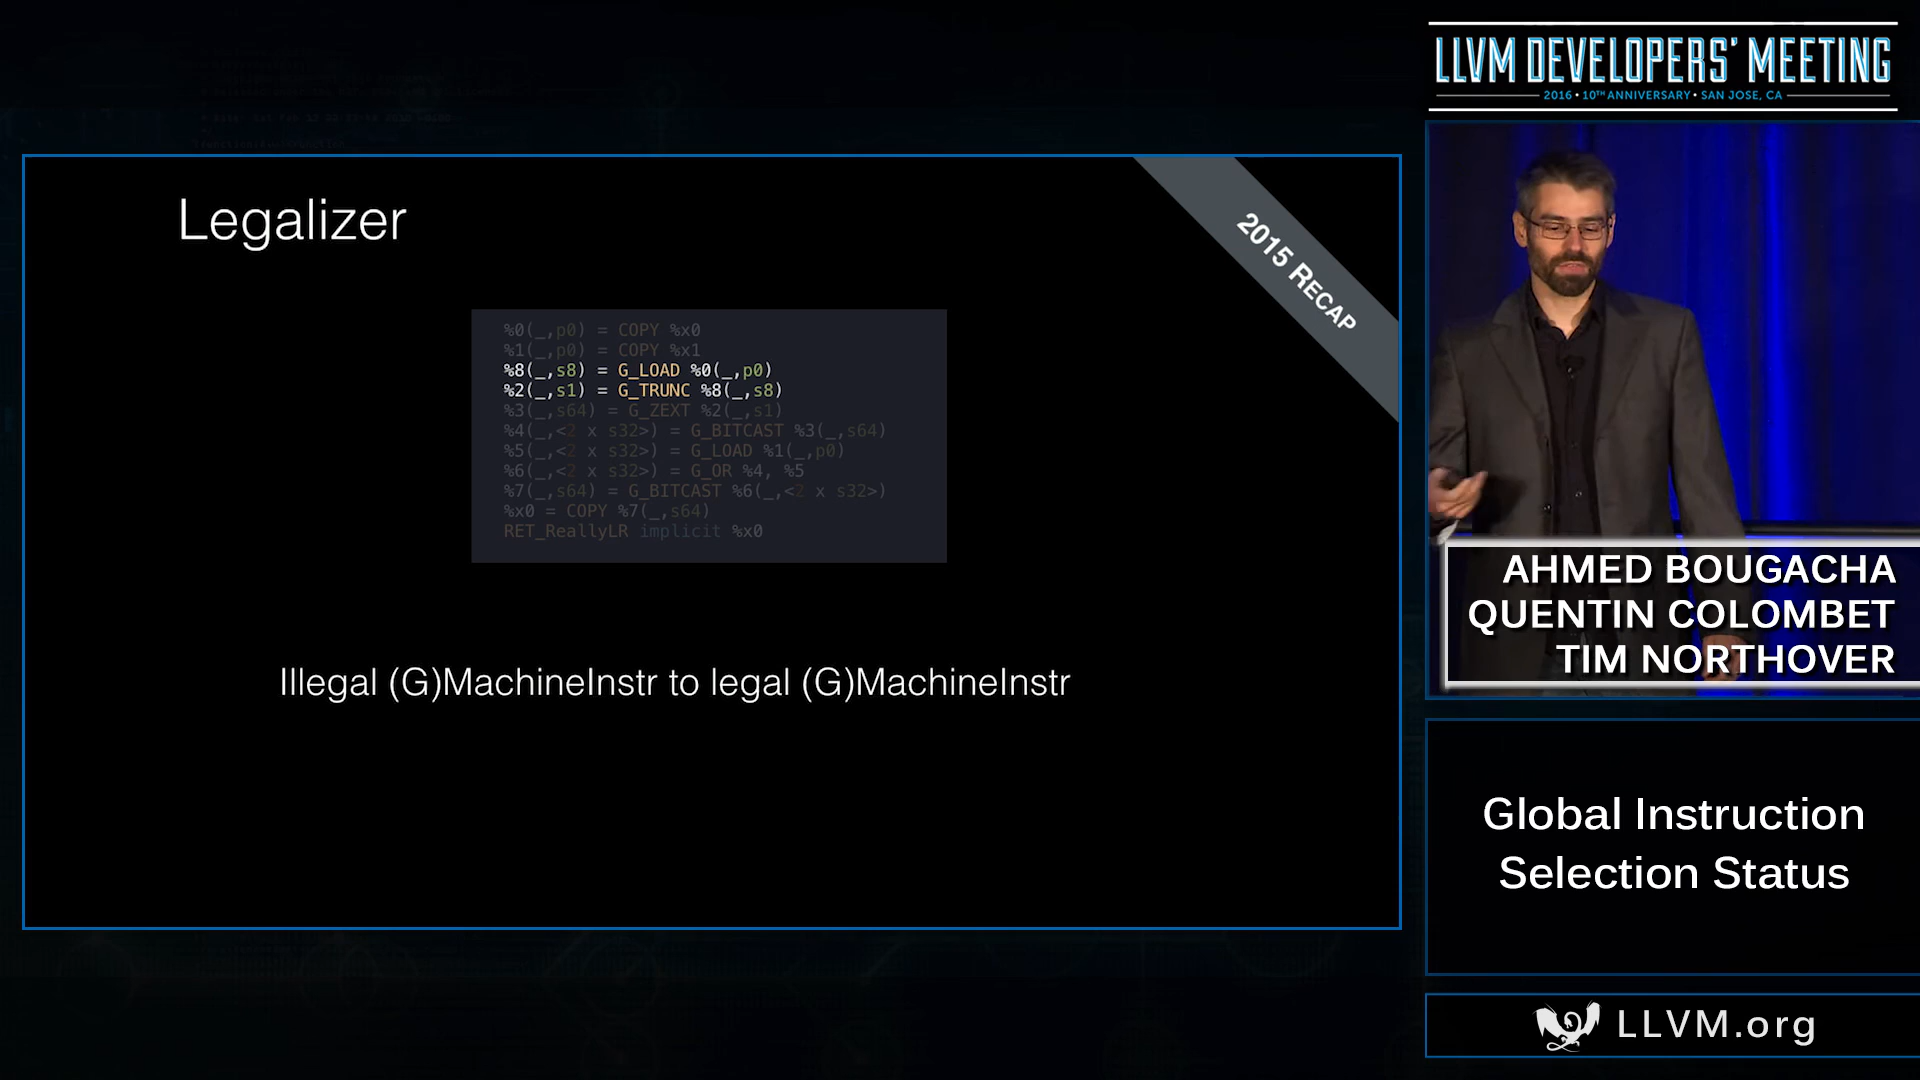 LLVM DEVELOPERS' MEETING
2016 • 10TH ANNIVERSARY • SAN JOSE, CA
Legalizer
2015 RECAP
%0(_,p0) = COPY %x0
%1(_,p0) = COPY %x1
%8(_,s8) = G_LOAD %0(_,p0)
%2(_,s1) = G_TRUNC %8(_,s8)
%3(_,s64) = G_ZEXT %2(_,s1)
%4(_,<2 x s32>) = G_BITCAST %3(_,s64)
%5(_,<2 x s32>) = G_LOAD %1(_,p0)
%6(_,<2 x s32>) = G_OR %4, %5
%7(_,s64) = G_BITCAST %6(_,<2 x s32>)
%x0 = COPY %7(_,s64)
RET_ReallyLR implicit %x0
Illegal (G)MachineInstr to legal (G)MachineInstr
AHMED BOUGACHA
QUENTIN COLOMBET
TIM NORTHOVER
Global Instruction
Selection Status
LLVM.org